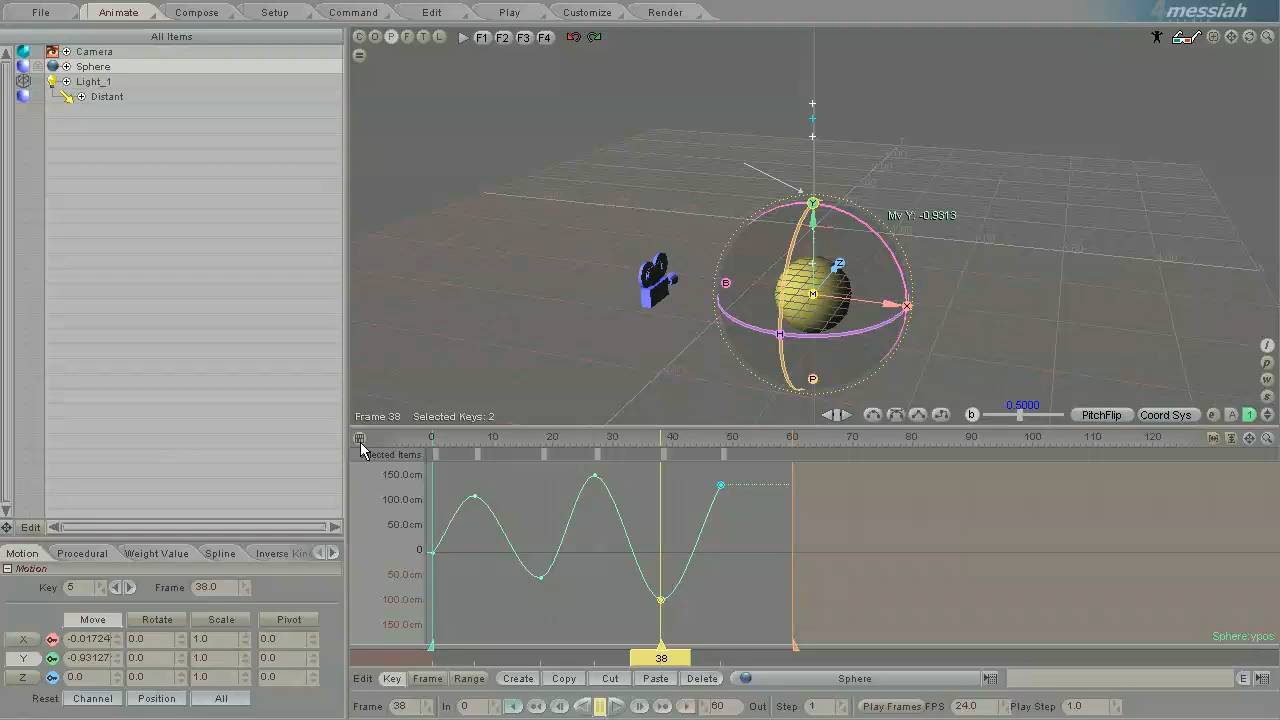 File Animate Compose Setup Command Edit Play Customize Render
messiah
All Items
Camera
Sphere
Light_1
Distant
C O P F T L F1 F2 F3 F4
Mv Y: -0.9313
Y
Z
B
M
X
H
P
Frame 38 Selected Keys: 2
b 0.5000 PitchFlip Coord Sys e A 1
0 10 20 30 40 50 60 70 80 90 100 110 120
ected Items
150.0cm
100.0cm
50.0cm
0
50.0cm
100.0cm
150.0cm
Sphere:ypos
38
Edit
Motion Procedural Weight Value Spline Inverse Kin
Motion
Key 5 Frame 38.0
Move Rotate Scale Pivot
X -0.01724 0.0 1.0 0.0
Y -0.99127 0.0 1.0 0.0
Z 0.0 0.0 1.0 0.0
Reset Channel Position All
Edit Key Frame Range Create Copy Cut Paste Delete Sphere E
Frame 38 In 0 60 Out Step 1 Play Frames FPS 24.0 Play Step 1.0